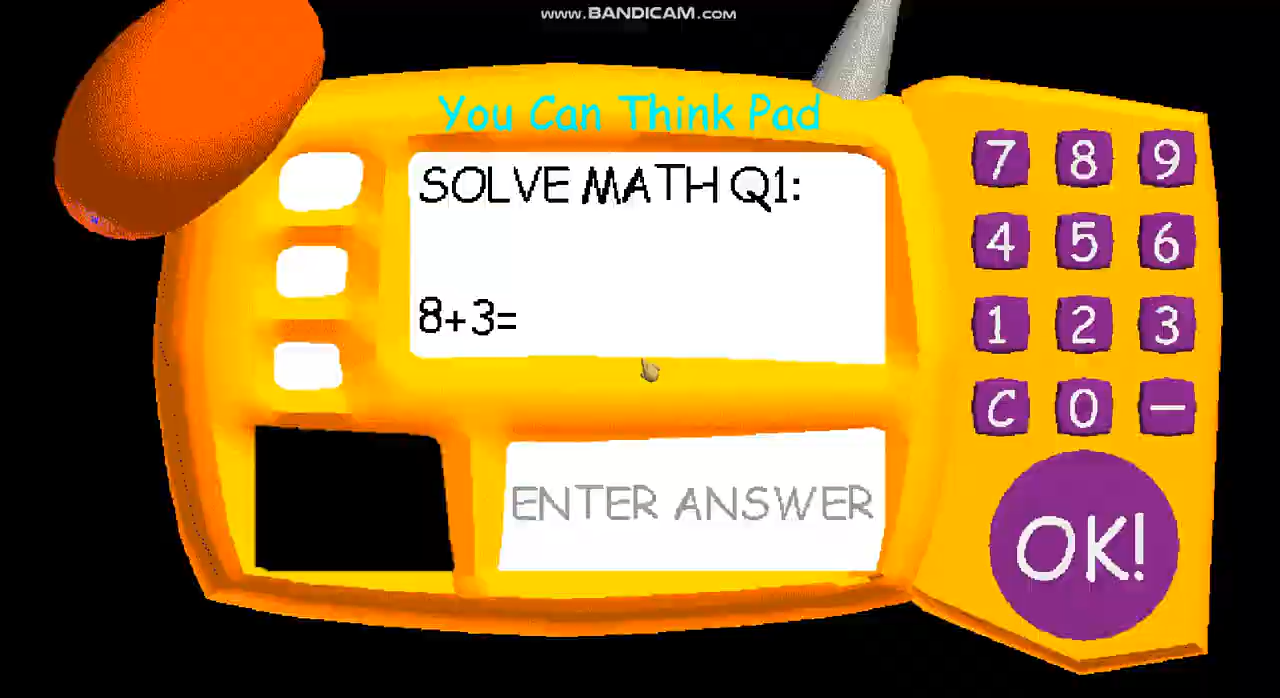 www.BANDICAM.com
You Can Think Pad
SOLVE MATH Q1:
8+3=
ENTER ANSWER
7 8 9
4 5 6
1 2 3
C 0 –
OK!